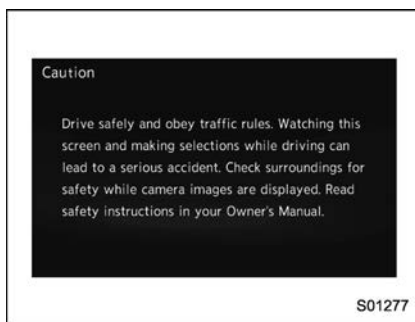 Caution
Drive safely and obey traffic rules. Watching this
screen and making selections while driving can
lead to a serious accident. Check surroundings for
safety while camera images are displayed. Read
safety instructions in your Owner's Manual.
S01277